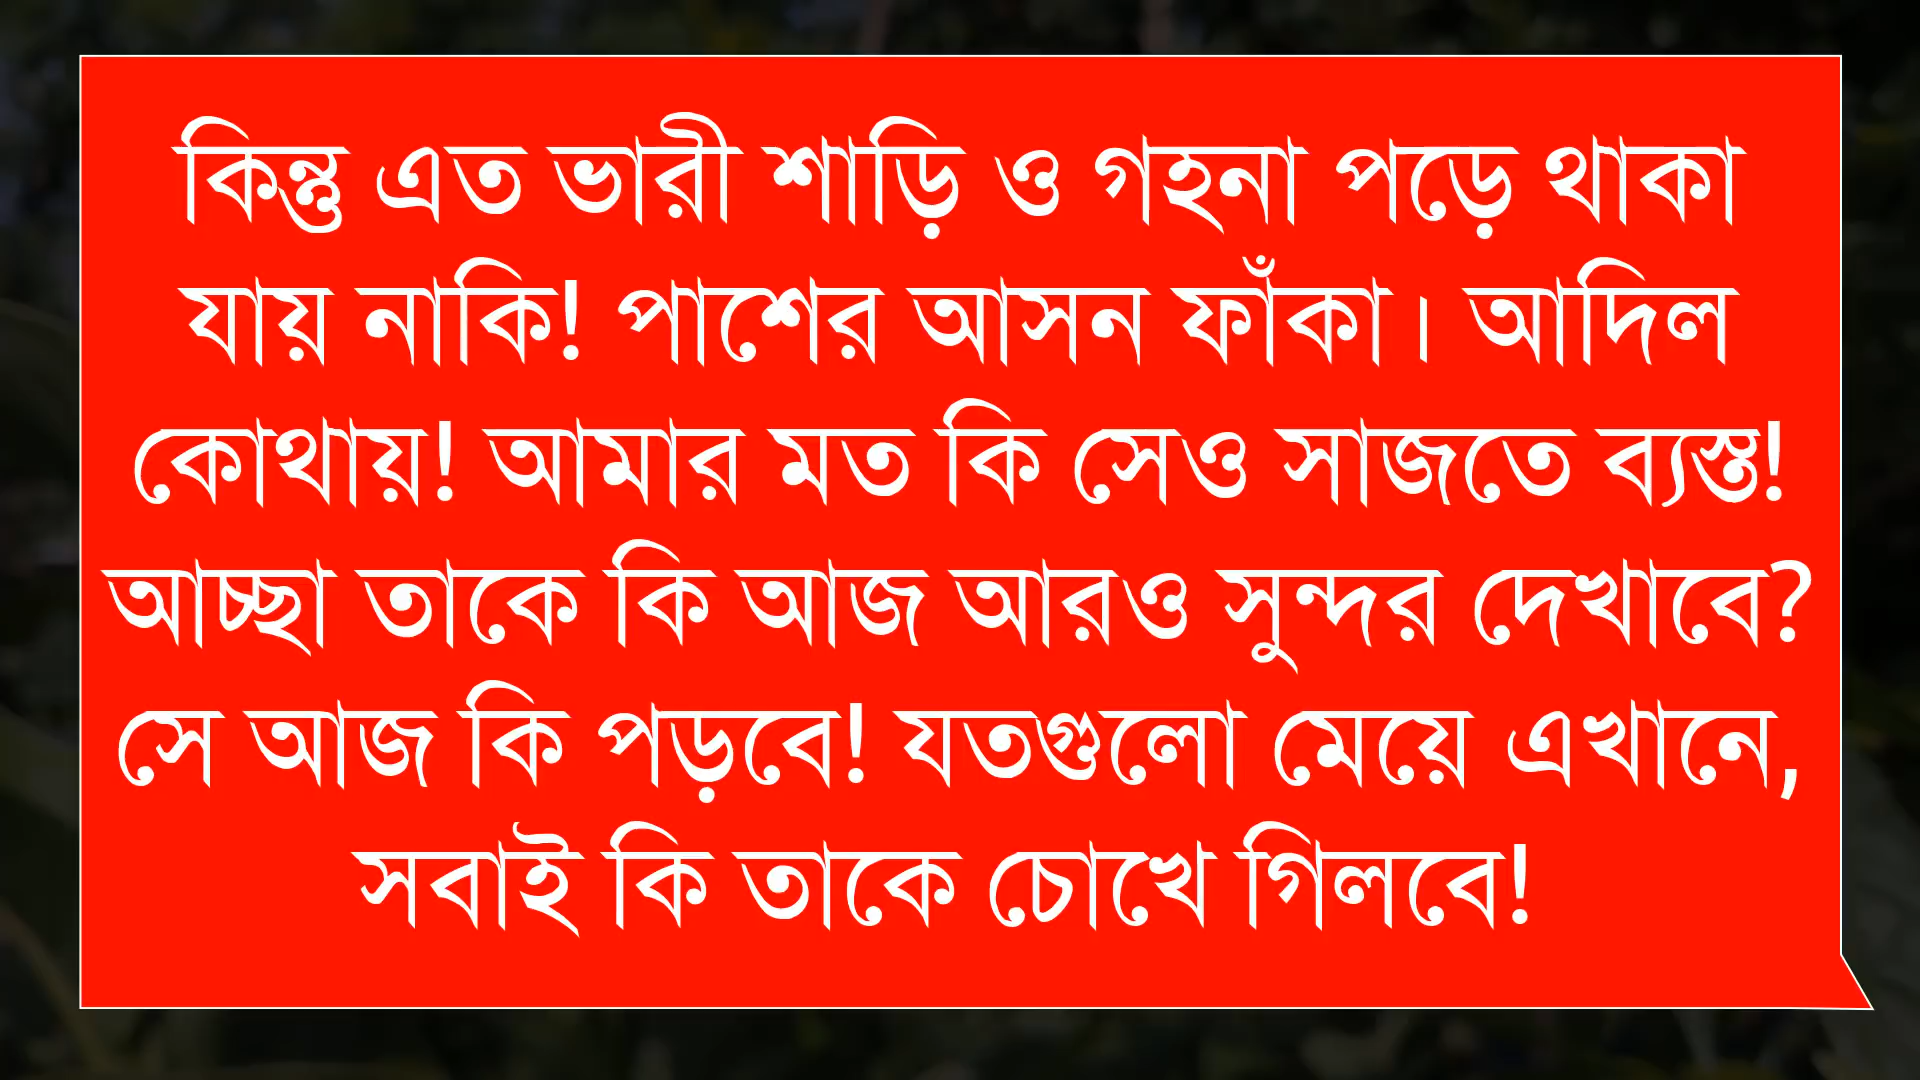 কিন্তু এত ভারী শাড়ি ও গহনা পড়ে থাকা
যায় নাকি! পাশের আসন ফাঁকা। আদিল
কোথায়! আমার মত কি সেও সাজতে ব্যস্ত!
আচ্ছা তাকে কি আজ আরও সুন্দর দেখাবে?
সে আজ কি পড়বে! যতগুলো মেয়ে এখানে,
সবাই কি তাকে চোখে গিলবে!